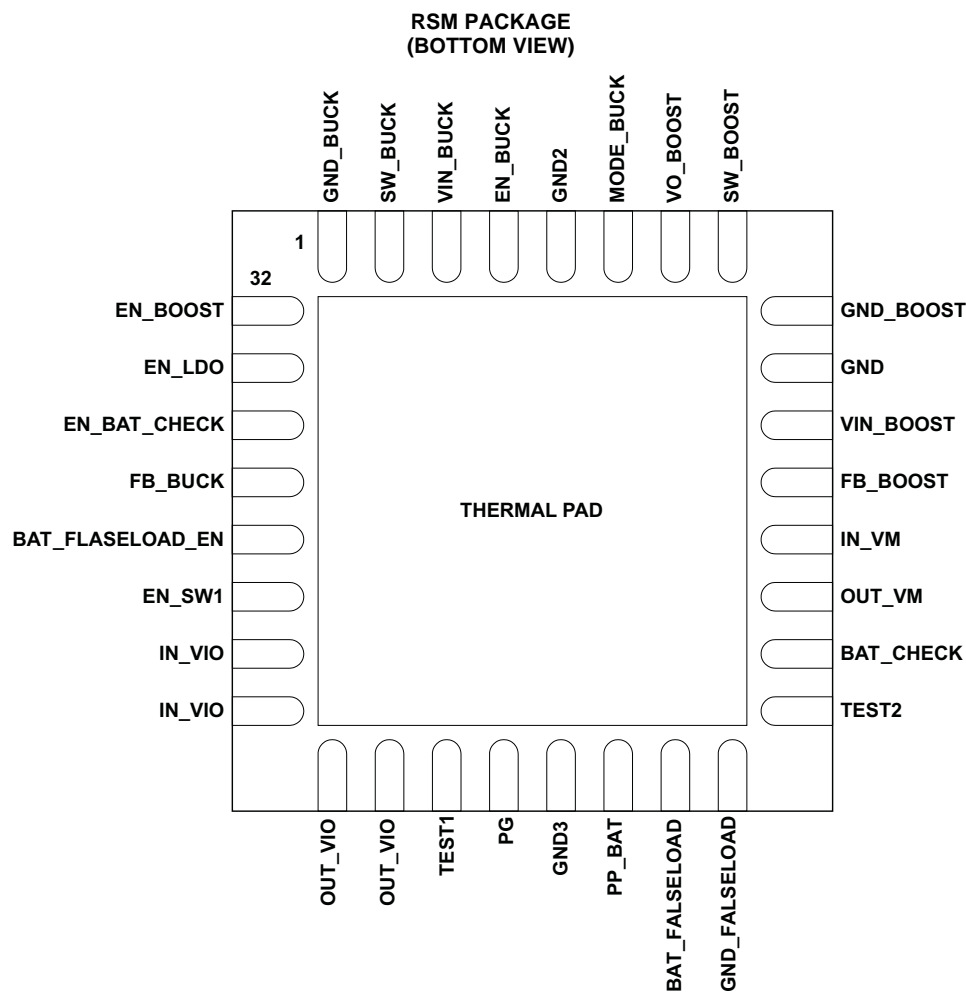 RSM PACKAGE
(BOTTOM VIEW)
GND_BUCK
SW_BUCK
VIN_BUCK
EN_BUCK
GND2
MODE_BUCK
VO_BOOST
SW_BOOST
1
32
EN_BOOST
EN_LDO
EN_BAT_CHECK
FB_BUCK
BAT_FLASELOAD_EN
EN_SW1
IN_VIO
IN_VIO
THERMAL PAD
GND_BOOST
GND
VIN_BOOST
FB_BOOST
IN_VM
OUT_VM
BAT_CHECK
TEST2
OUT_VIO
OUT_VIO
TEST1
PG
GND3
PP_BAT
BAT_FALSELOAD
GND_FALSELOAD